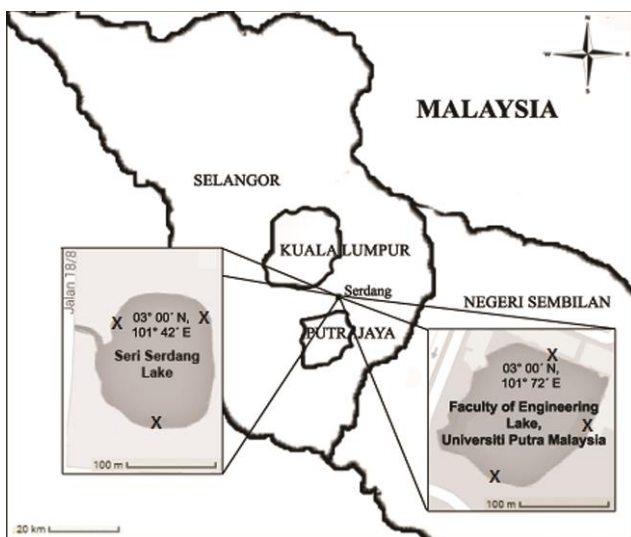 N
W E
S
MALAYSIA
SELANGOR
KUALA LUMPUR
Serdang
NEGERI SEMBILAN
PUTRA JAYA
Jalan 18/8
X 03° 00´ N, X
101° 42´ E
Seri Serdang
Lake
X
100 m
X
03° 00´ N,
101° 72´ E
Faculty of Engineering
Lake, X
Universiti Putra Malaysia
X
100 m
20 km